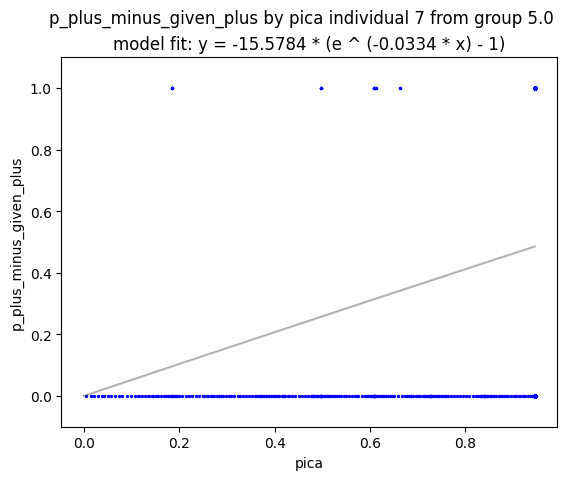 p_plus_minus_given_plus by pica individual 7 from group 5.0
model fit: y = -15.5784 * (e ^ (-0.0334 * x) - 1)
1.0
0.8
0.6
0.4
0.2
0.0
p_plus_minus_given_plus
0.0 0.2 0.4 0.6 0.8
pica